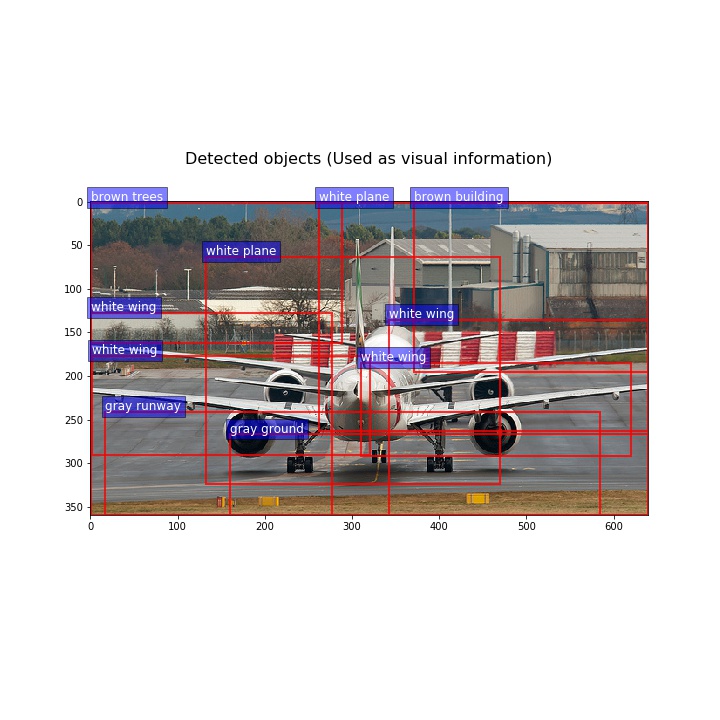 Detected objects (Used as visual information)
brown trees
white plane
brown building
white plane
white wing
white wing
white wing
white wing
gray runway
gray ground
0
50
100
150
200
250
300
350
0 100 200 300 400 500 600